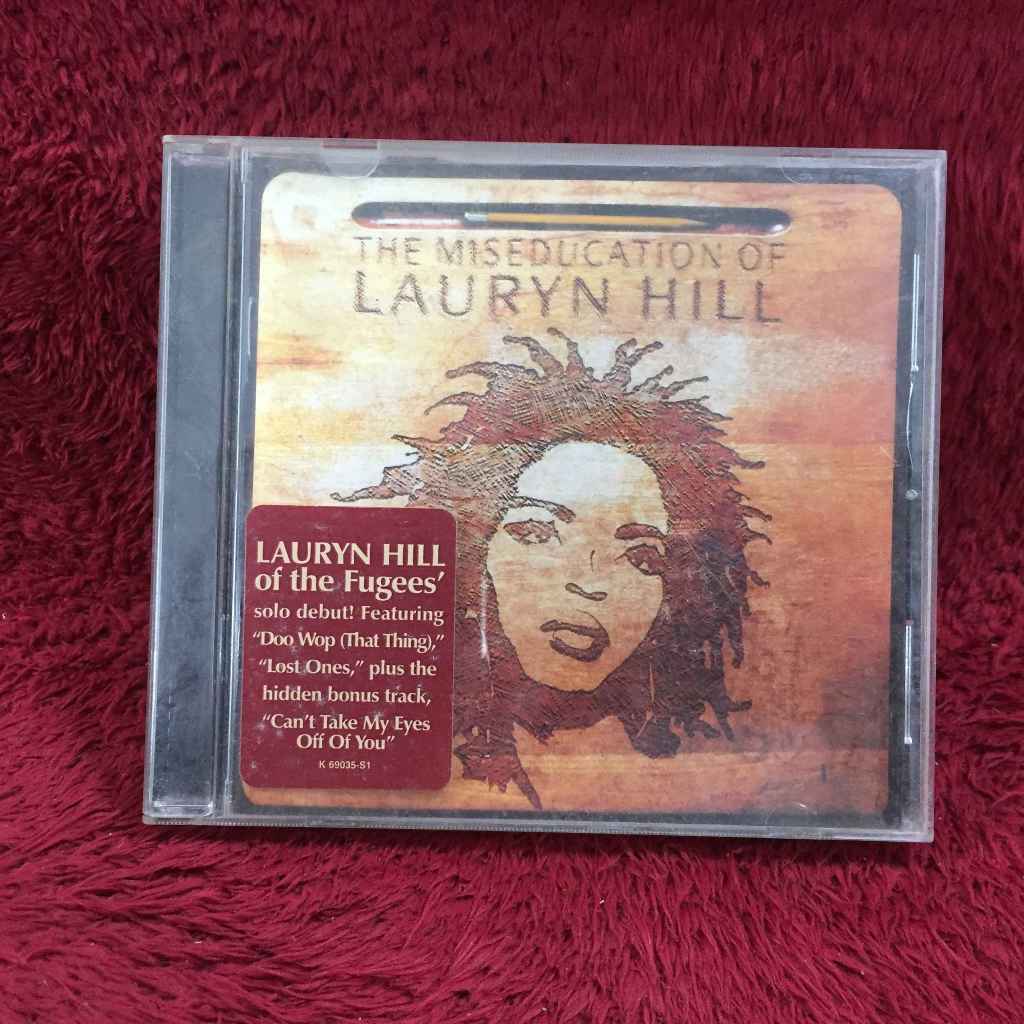 THE MISEDUCATION OF
LAURYN HILL
LAURYN HILL
of the Fugees'
solo debut! Featuring
“Doo Wop (That Thing),”
“Lost Ones,” plus the
hidden bonus track,
“Can't Take My Eyes
Off Of You”
K 69035-S1